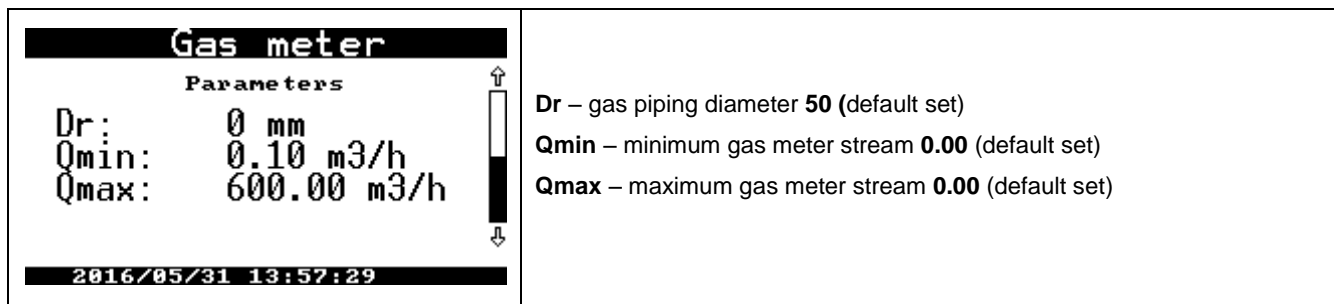 Gas meter
Parameters
Dr: 0 mm
Qmin: 0.10 m3/h
Qmax: 600.00 m3/h
2016/05/31 13:57:29
Dr – gas piping diameter 50 (default set)
Qmin – minimum gas meter stream 0.00 (default set)
Qmax – maximum gas meter stream 0.00 (default set)